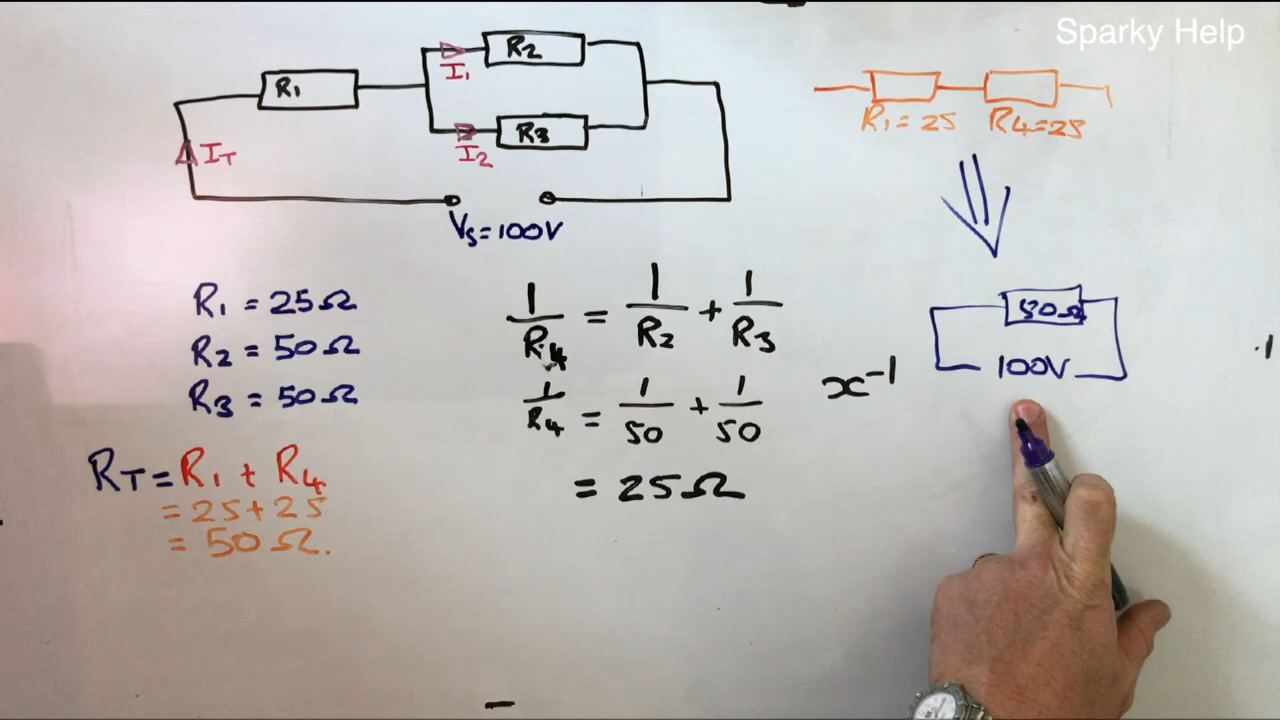 Sparky Help
R2
I1
R1
R3
I2
IT
Vs=100V
R1=25 R4=25
R1 = 25Ω
R2 = 50Ω
R3 = 50Ω
RT = R1 + R4
= 25+25
= 50Ω.
1/R4 = 1/R2 + 1/R3
1/R4 = 1/50 + 1/50
= 25Ω
x⁻¹
50Ω
100V